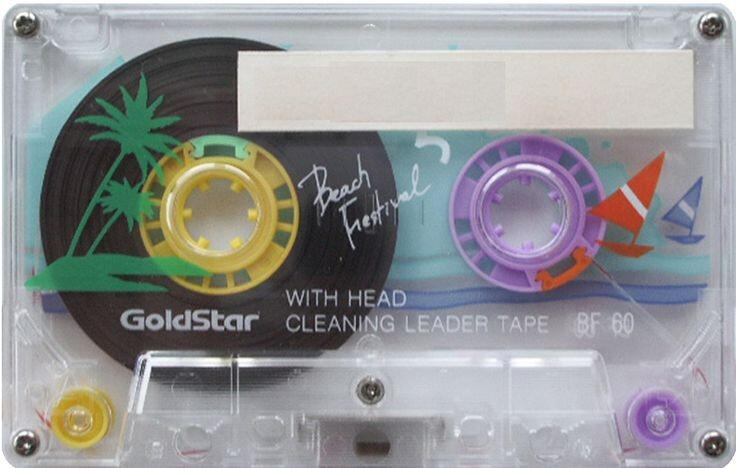 Beach
Festival
WITH HEAD
GoldStar CLEANING LEADER TAPE BF 60